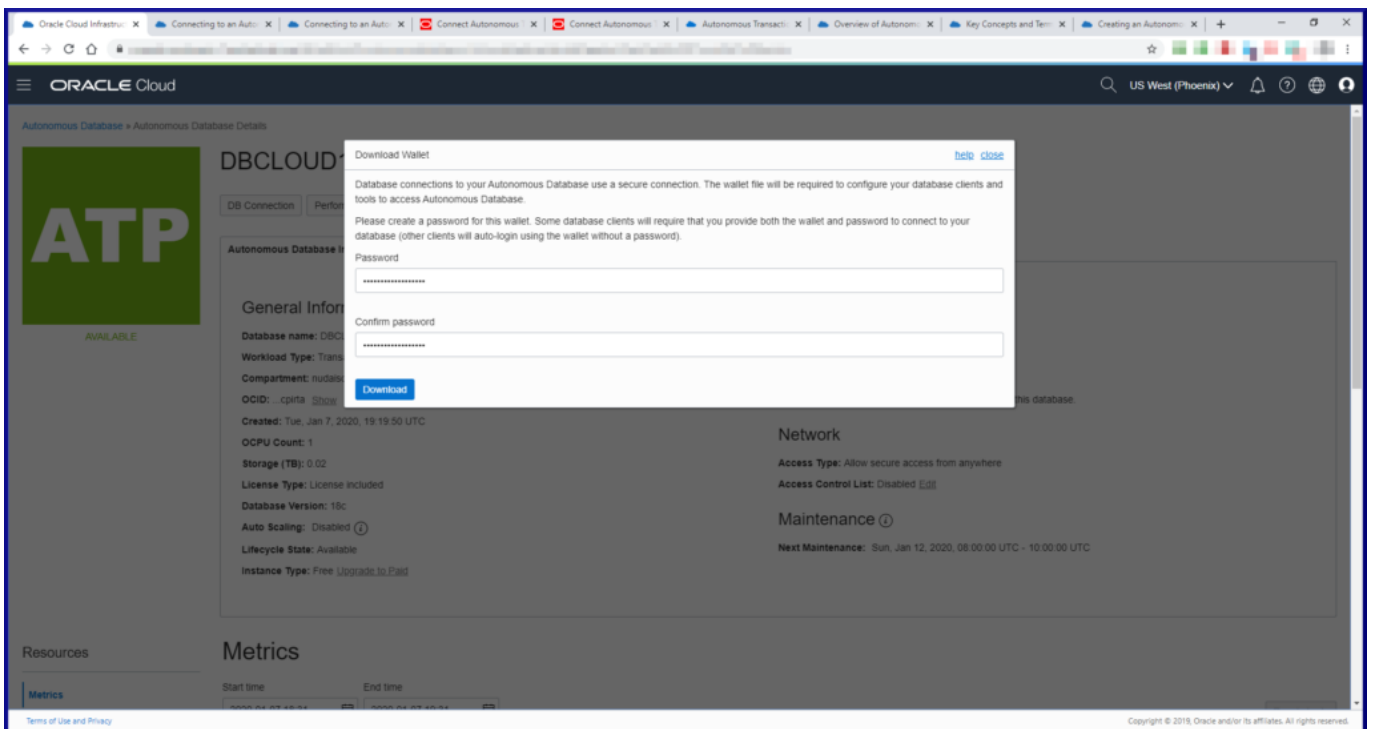 Oracle Cloud Infrastruc
Connecting to an Auto
Connecting to an Auto
Connect Autonomous T
Connect Autonomous T
Autonomous Transactio
Overview of Autonomo
Key Concepts and Term
Creating an Autonomo
ORACLE Cloud
US West (Phoenix)
Autonomous Database » Autonomous Database Details
ATP
AVAILABLE
DBCLOUD1
DB Connection
Perfor
Autonomous Database I
Download Wallet
help close
Database connections to your Autonomous Database use a secure connection. The wallet file will be required to configure your database clients and
tools to access Autonomous Database.
Please create a password for this wallet. Some database clients will require that you provide both the wallet and password to connect to your
database (other clients will auto-login using the wallet without a password).
Password
Confirm password
Download
General Infor
Database name: DBCL
Workload Type: Trans
Compartment: nudaiso
OCID: ...cpirta Show
Created: Tue, Jan 7, 2020, 19:19:50 UTC
OCPU Count: 1
Storage (TB): 0.02
License Type: License included
Database Version: 18c
Auto Scaling: Disabled
Lifecycle State: Available
Instance Type: Free Upgrade to Paid
this database.
Network
Access Type: Allow secure access from anywhere
Access Control List: Disabled Edit
Maintenance
Next Maintenance: Sun, Jan 12, 2020, 08:00:00 UTC - 10:00:00 UTC
Resources
Metrics
Metrics
Start time
End time
Terms of Use and Privacy
Copyright © 2019, Oracle and/or its affiliates. All rights reserved.